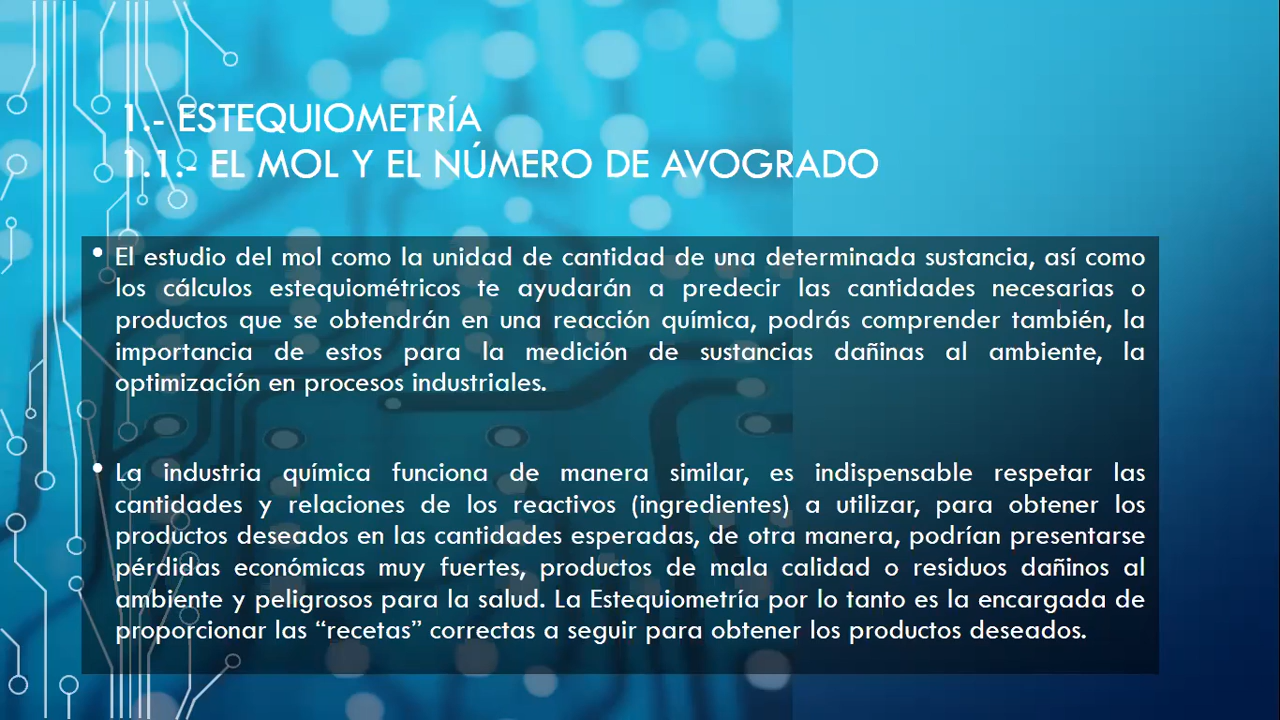 1.- ESTEQUIOMETRÍA
1.1.- EL MOL Y EL NÚMERO DE AVOGRADO
• El estudio del mol como la unidad de cantidad de una determinada sustancia, así como
los cálculos estequiométricos te ayudarán a predecir las cantidades necesarias o
productos que se obtendrán en una reacción química, podrás comprender también, la
importancia de estos para la medición de sustancias dañinas al ambiente, la
optimización en procesos industriales.
• La industria química funciona de manera similar, es indispensable respetar las
cantidades y relaciones de los reactivos (ingredientes) a utilizar, para obtener los
productos deseados en las cantidades esperadas, de otra manera, podrían presentarse
pérdidas económicas muy fuertes, productos de mala calidad o residuos dañinos al
ambiente y peligrosos para la salud. La Estequiometría por lo tanto es la encargada de
proporcionar las “recetas” correctas a seguir para obtener los productos deseados.